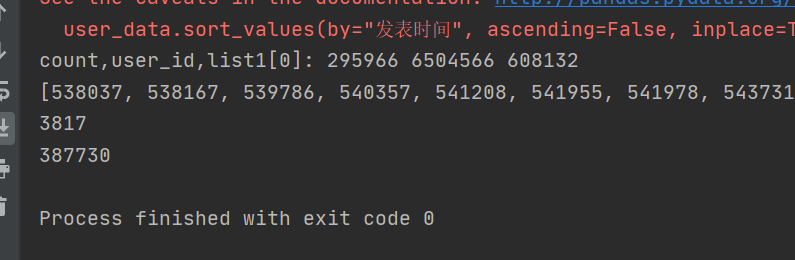 See the caveats in the documentation: http://pandas.pydata.org/
user_data.sort_values(by="发表时间", ascending=False, inplace=T
count,user_id,list1[0]: 295966 6504566 608132
[538037, 538167, 539786, 540357, 541208, 541955, 541978, 543731
3817
387730
Process finished with exit code 0